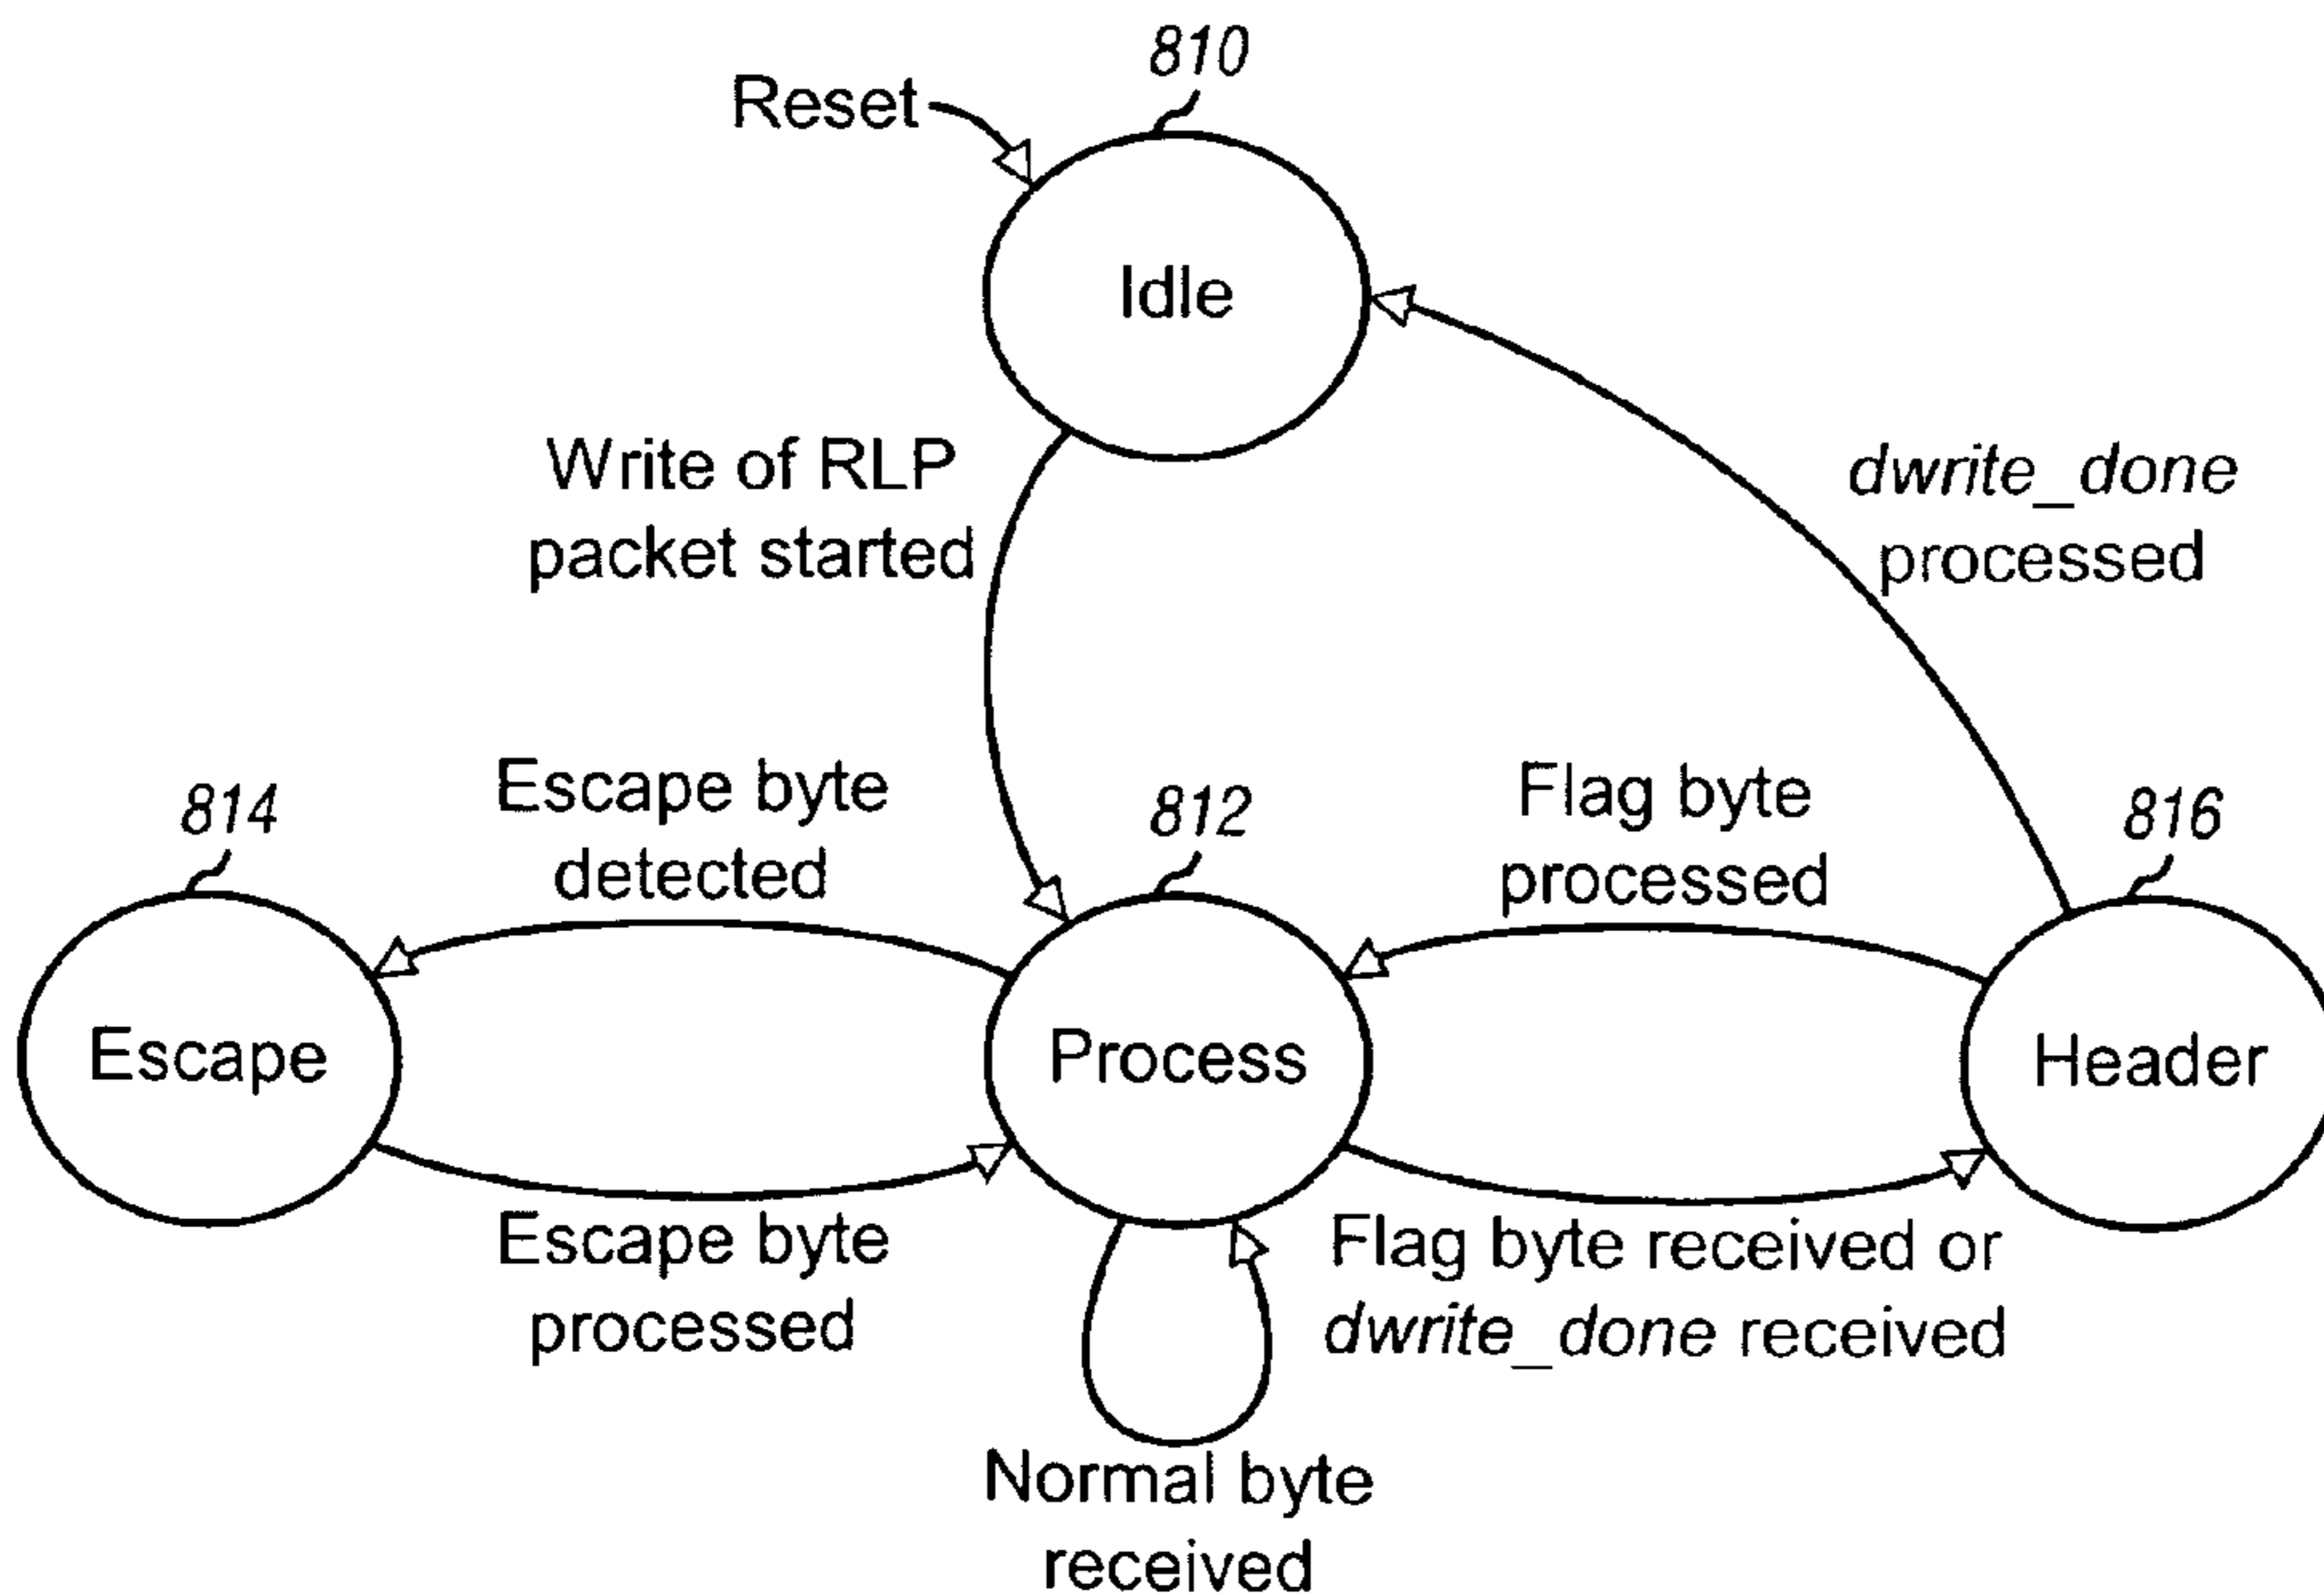 810
Reset
Idle
Write of RLP
packet started
dwrite_done
processed
814
Escape byte
detected
812
Flag byte
processed
816
Escape
Process
Header
Escape byte
processed
Flag byte received or
dwrite_done received
Normal byte
received